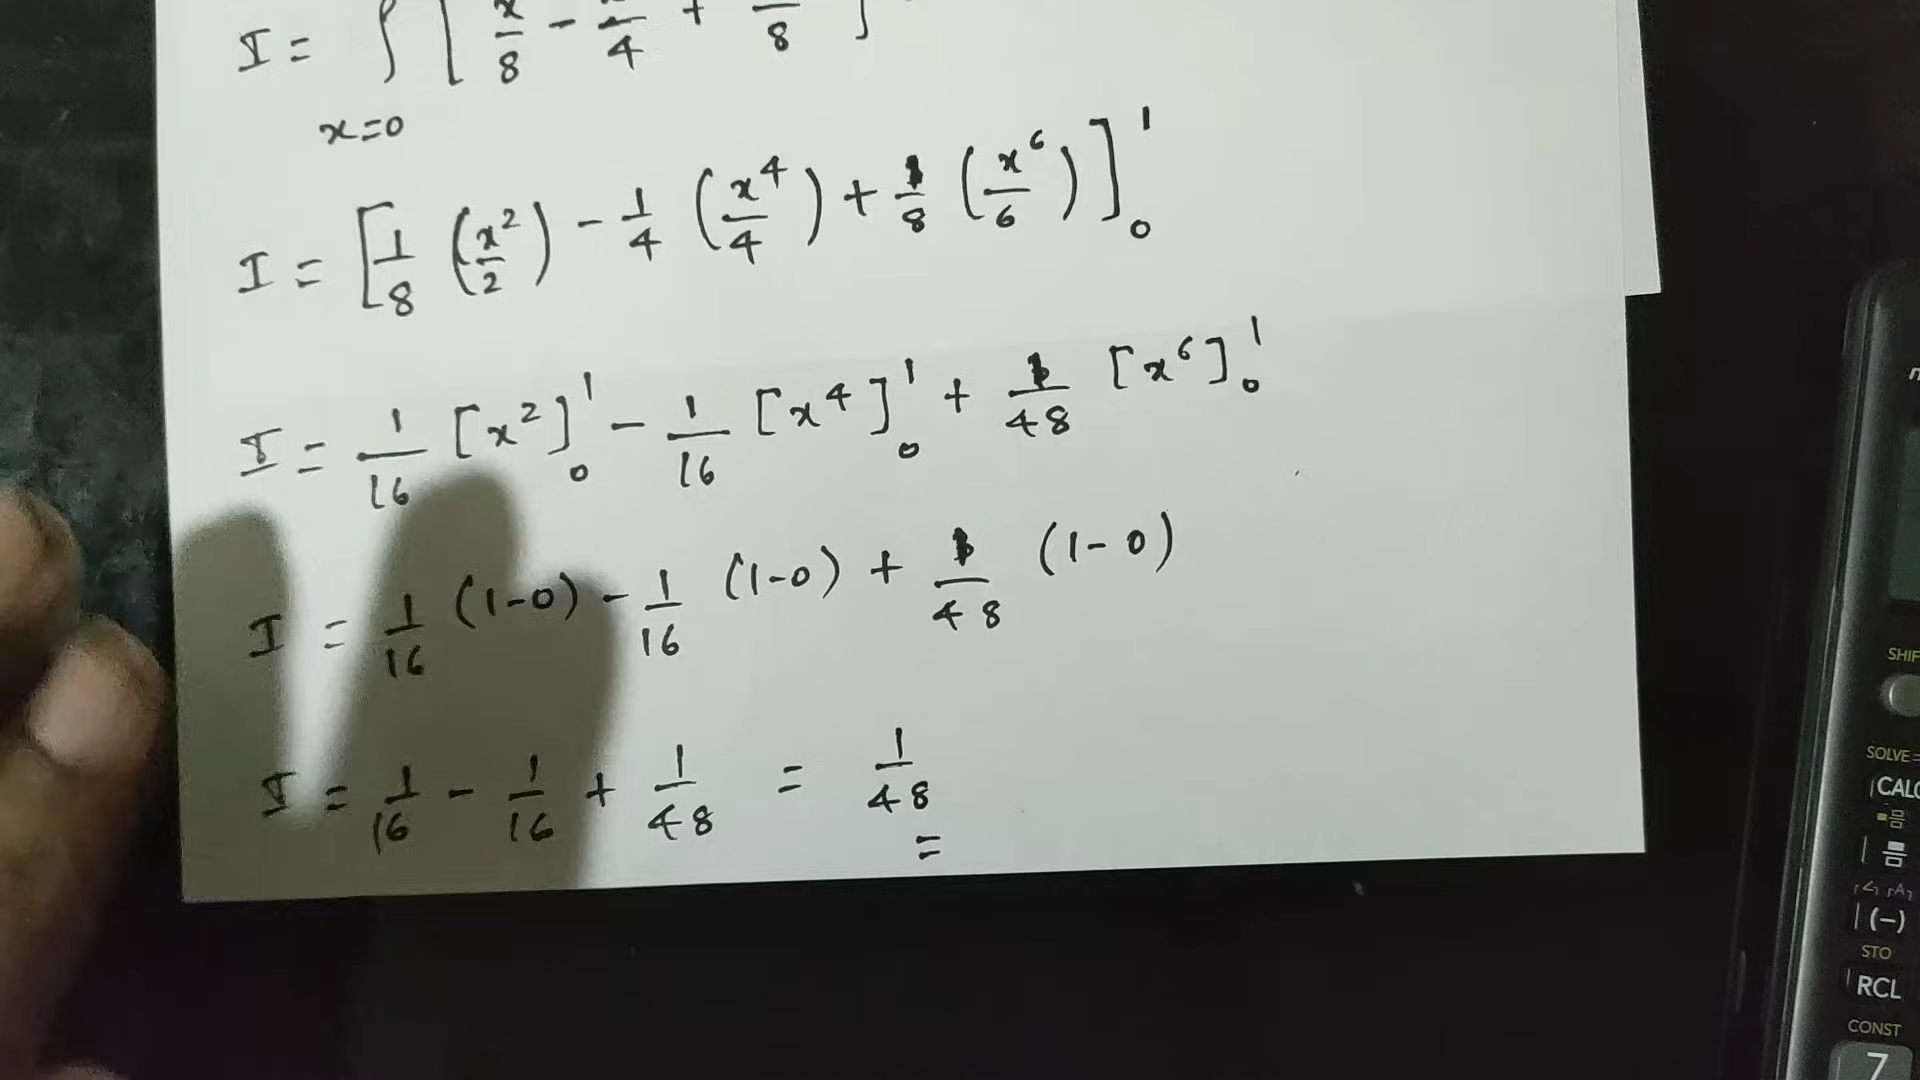 I = ∫ [ x/8 - /4 + /8 ]
x=0
I = [ 1/8 (x²/2) - 1/4 (x⁴/4) + 1/8 (x⁶/6) ]₀¹
I = 1/16 [x²]₀¹ - 1/16 [x⁴]₀¹ + 1/48 [x⁶]₀¹
I = 1/16 (1-0) - 1/16 (1-0) + 1/48 (1-0)
I = 1/16 - 1/16 + 1/48 = 1/48
SOLVE =
(-)
STO
RCL
CONST
7